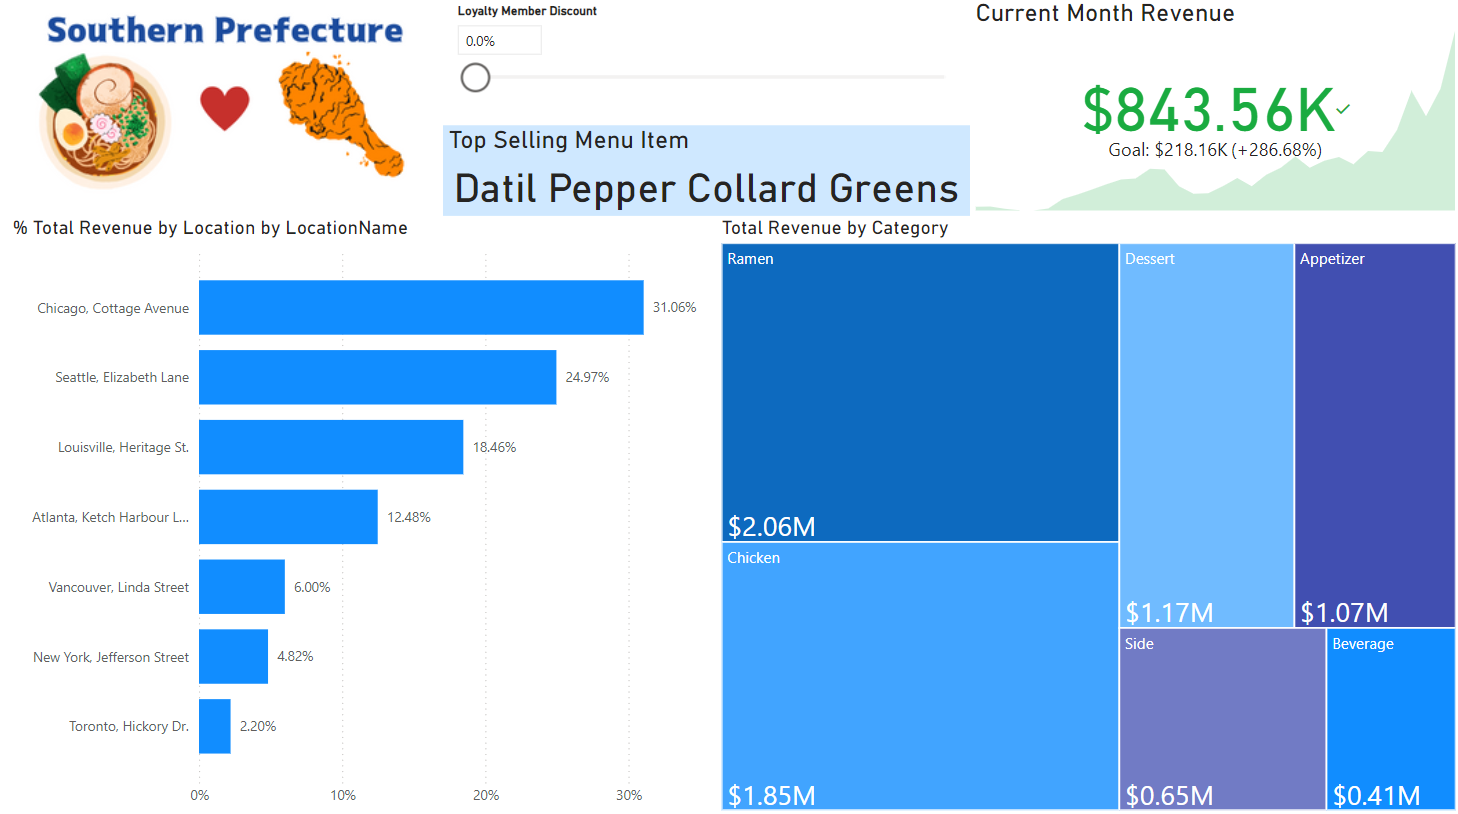 Southern Prefecture
Loyalty Member Discount
0.0%
Top Selling Menu Item
Datil Pepper Collard Greens
Current Month Revenue
$843.56K
Goal: $218.16K (+286.68%)
% Total Revenue by Location by LocationName
Chicago, Cottage Avenue 31.06%
Seattle, Elizabeth Lane 24.97%
Louisville, Heritage St. 18.46%
Atlanta, Ketch Harbour L... 12.48%
Vancouver, Linda Street 6.00%
New York, Jefferson Street 4.82%
Toronto, Hickory Dr. 2.20%
0% 10% 20% 30%
Total Revenue by Category
Ramen
$2.06M
Chicken
$1.85M
Dessert
$1.17M
Appetizer
$1.07M
Side
$0.65M
Beverage
$0.41M